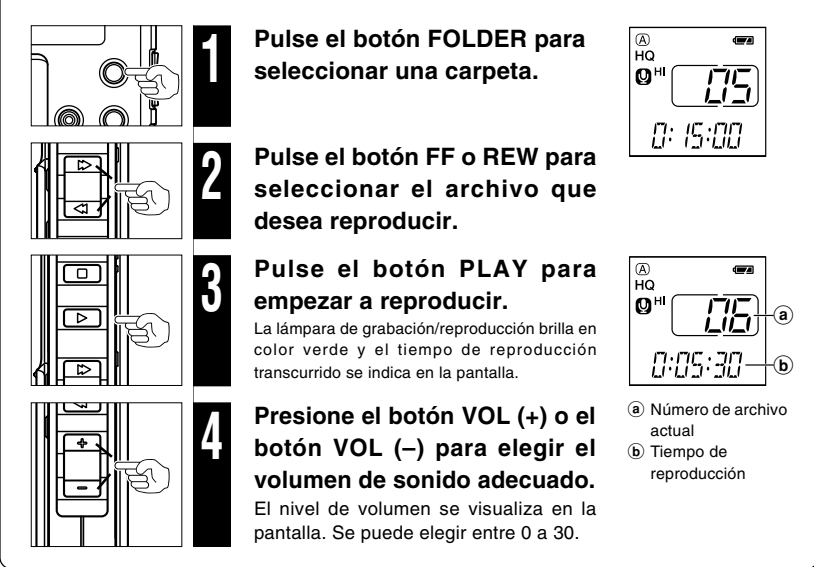 1
Pulse el botón FOLDER para
seleccionar una carpeta.
Ⓐ
HQ
HI
05
0:15:00
2
Pulse el botón FF o REW para
seleccionar el archivo que
desea reproducir.
3
Pulse el botón PLAY para
empezar a reproducir.
La lámpara de grabación/reproducción brilla en
color verde y el tiempo de reproducción
transcurrido se indica en la pantalla.
Ⓐ
HQ
HI
06
ⓐ
0:05:30
ⓑ
ⓐ Número de archivo
actual
ⓑ Tiempo de
reproducción
4
Presione el botón VOL (+) o el
botón VOL (–) para elegir el
volumen de sonido adecuado.
El nivel de volumen se visualiza en la
pantalla. Se puede elegir entre 0 a 30.
+
–